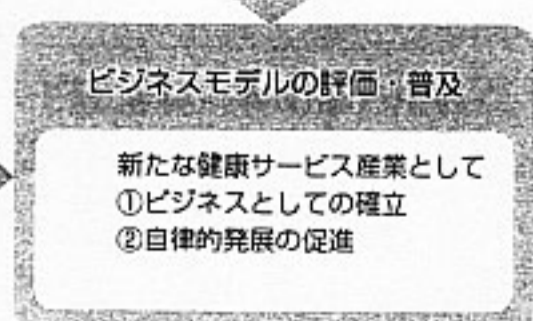 ビジネスモデルの評価・普及
新たな健康サービス産業として
①ビジネスとしての確立
②自律的発展の促進